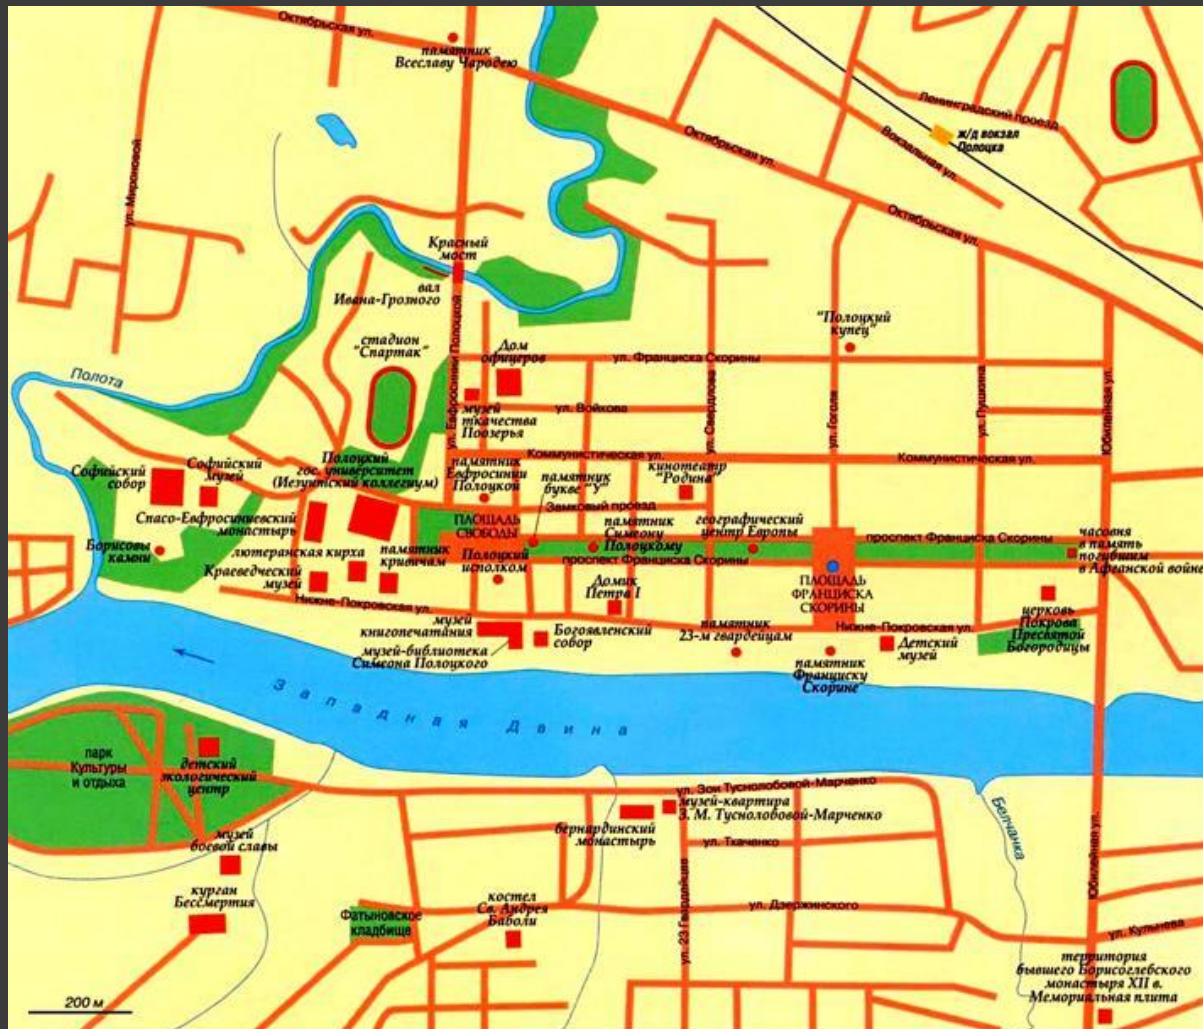 Октябрьская ул.
памятник
Всеславу Чародею
Ленинградский проезд
ж/д вокзал
Полоцка
Вокзальная ул.
Октябрьская ул.
ул. Мироновой
Октябрьская ул.
Красный
мост
вал
Ивана-Грозного
"Полоцкий
купец"
стадион
"Спартак"
Дом
офицеров
ул. Франциска Скорины
Полота
ул. Евфросинии Полоцкой
музей
ткачества
Поозерья
ул. Войкова
ул. Свердлова
ул. Гоголя
ул. Пушкина
Юбилейная ул.
Софийский
собор
Софийский
музей
Полоцкий
гос. университет
(Иезуитский коллегиум)
Коммунистическая ул.
Коммунистическая ул.
памятник
Евфросинии
Полоцкой
памятник
букве "У"
кинотеатр
"Родина"
Замковый проезд
Спасо-Евфросиниевский
монастырь
ПЛОЩАДЬ
СВОБОДЫ
памятник
Симеону
Полоцкому
географический
центр Европы
проспект Франциска Скорины
часовня
в память
погибшим
в Афганской войне
Борисовы
камни
лютеранская кирха
памятник
кривичам
Полоцкий
исполком
проспект Франциска Скорины
Краеведческий
музей
Домик
Петра I
ПЛОЩАДЬ
ФРАНЦИСКА
СКОРИНЫ
Нижне-Покровская ул.
музей
книгопечатания
музей-библиотека
Симеона Полоцкого
Богоявленский
собор
памятник
23-м гвардейцам
Нижне-Покровская ул.
Детский
музей
церковь
Покрова
Пресвятой
Богородицы
памятник
Франциску
Скорине
Западная Двина
парк
Культуры
и отдыха
детский
экологический
центр
ул. Зои Туснолобовой-Марченко
музей-квартира
З. М. Туснолобовой-Марченко
бернардинский
монастырь
ул. Ткаченко
Белчанка
Юбилейная ул.
музей
боевой славы
курган
Бессмертия
Фатыновское
кладбище
костел
Св. Андрея
Баболи
ул. 23 Гвардейцев
ул. Дзержинского
ул. Кульнева
территория
бывшего Борисоглебского
монастыря XII в.
Мемориальная плита
200 м